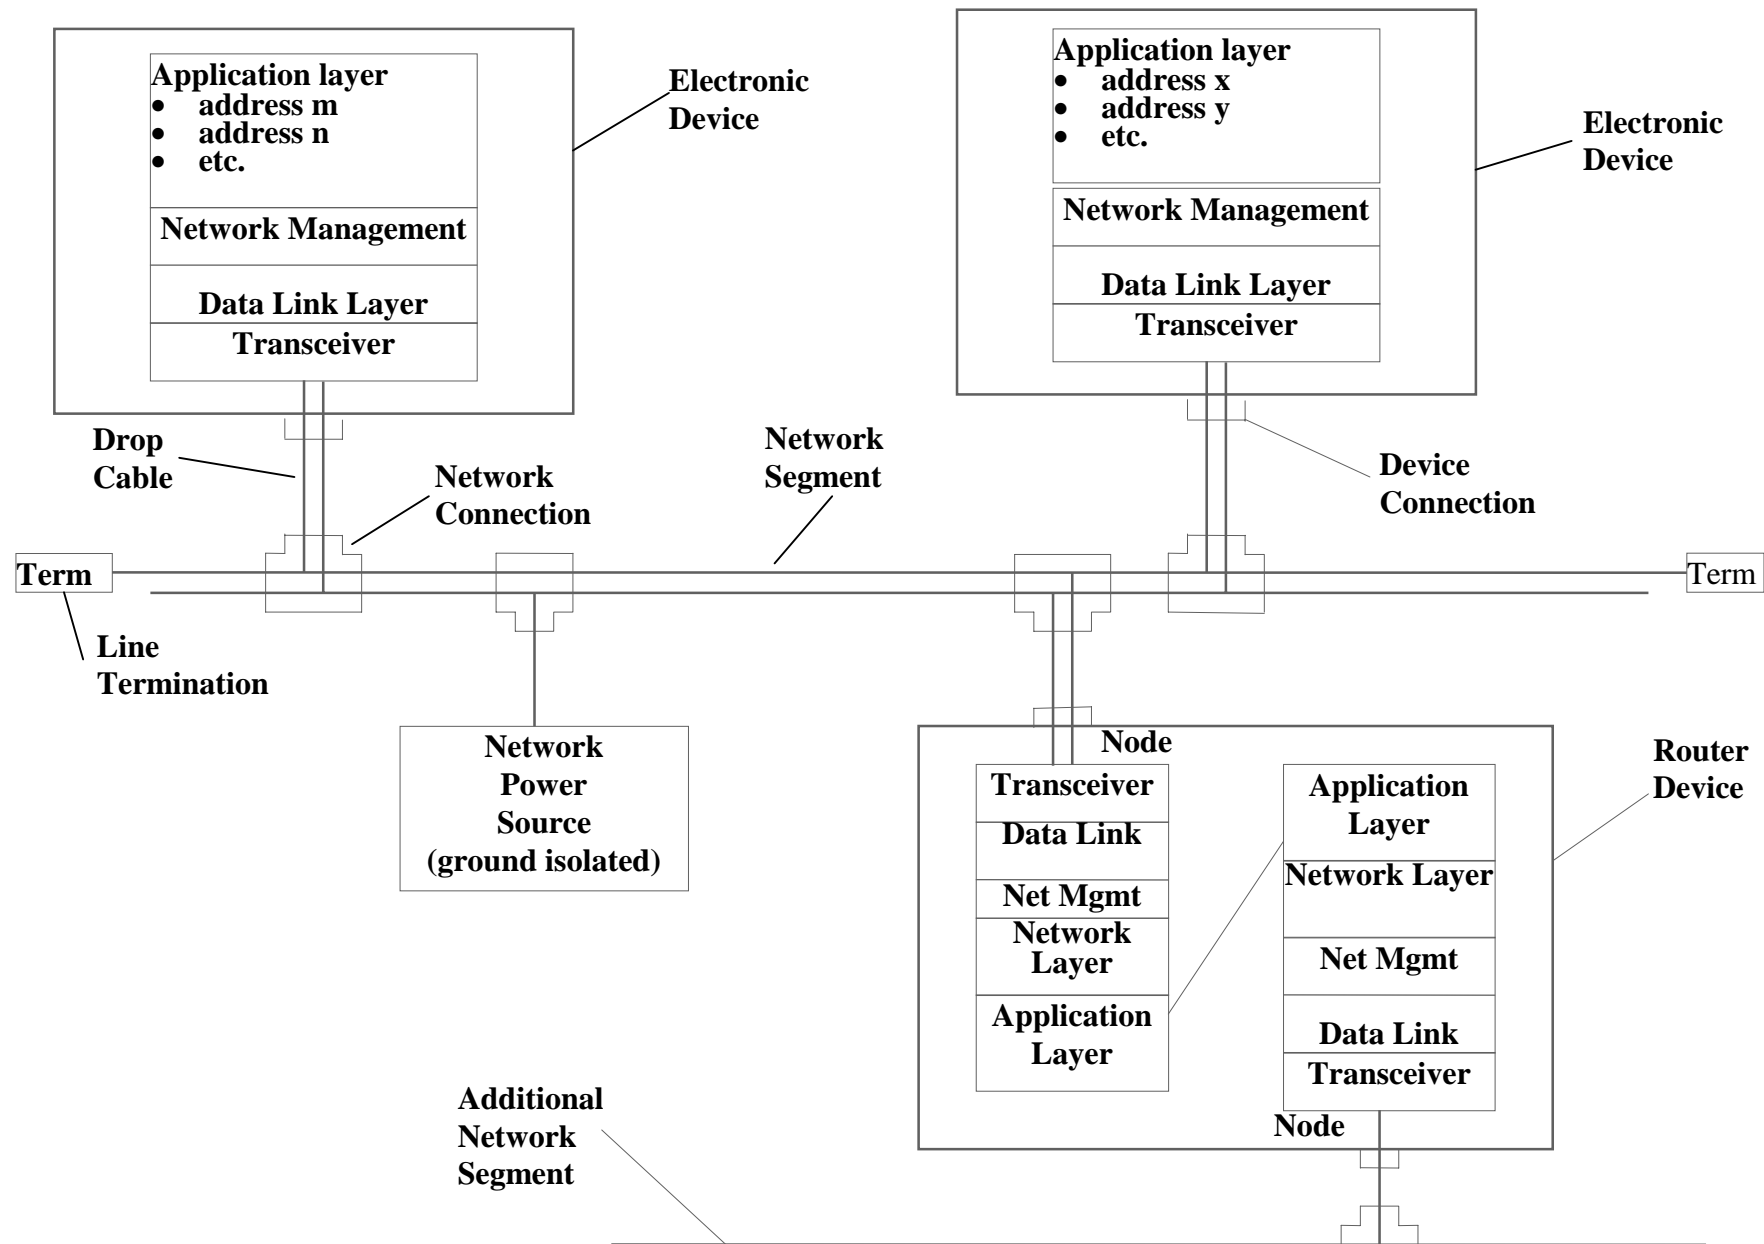 Application layer
• address m
• address n
• etc.
Network Management
Data Link Layer
Transceiver
Electronic
Device
Application layer
• address x
• address y
• etc.
Network Management
Data Link Layer
Transceiver
Electronic
Device
Drop
Cable
Network
Connection
Network
Segment
Device
Connection
Term
Term
Line
Termination
Network
Power
Source
(ground isolated)
Node
Transceiver
Data Link
Net Mgmt
Network
Layer
Application
Layer
Application
Layer
Network Layer
Net Mgmt
Data Link
Transceiver
Node
Router
Device
Additional
Network
Segment